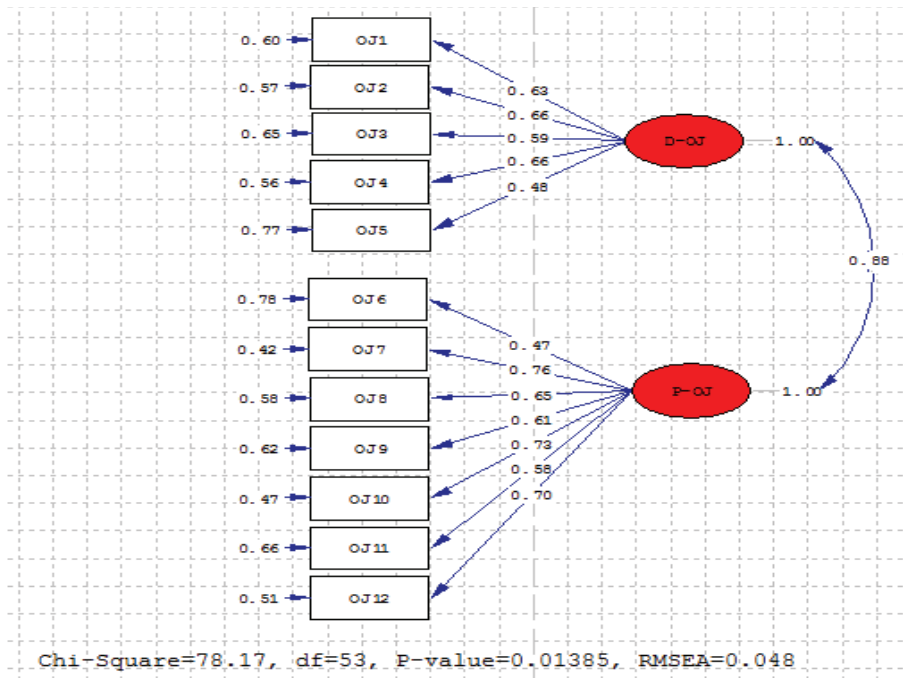 0.60 OJ1
0.63
0.57 OJ2
0.66
0.65 OJ3
0.59
D-OJ 1.00
0.66
0.56 OJ4
0.48
0.77 OJ5
0.88
0.78 OJ6
0.47
0.42 OJ7
0.76
0.58 OJ8
0.65
P-OJ 1.00
0.61
0.62 OJ9
0.73
0.58
0.47 OJ10
0.70
0.66 OJ11
0.51 OJ12
Chi-Square=78.17, df=53, P-value=0.01385, RMSEA=0.048